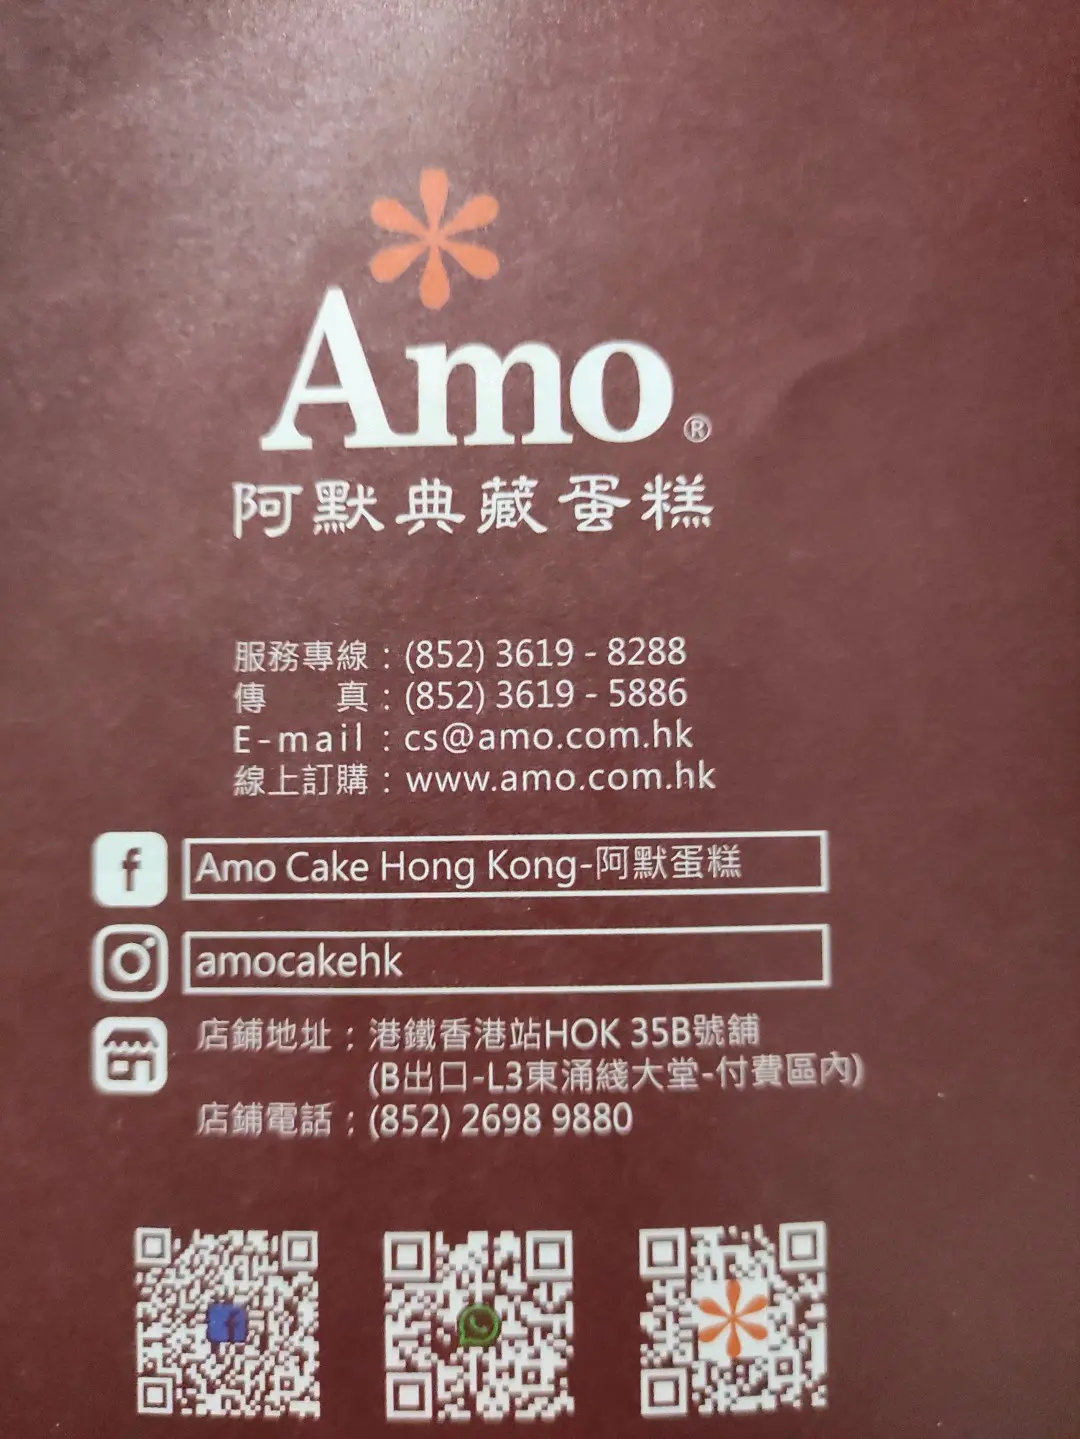 Amo®
阿默典藏蛋糕
服務專線：(852) 3619 - 8288
傳　　真：(852) 3619 - 5886
E-mail：cs@amo.com.hk
線上訂購：www.amo.com.hk
f Amo Cake Hong Kong-阿默蛋糕
amocakehk
店鋪地址：港鐵香港站HOK 35B號舖
(B出口-L3東涌綫大堂-付費區內)
店鋪電話：(852) 2698 9880